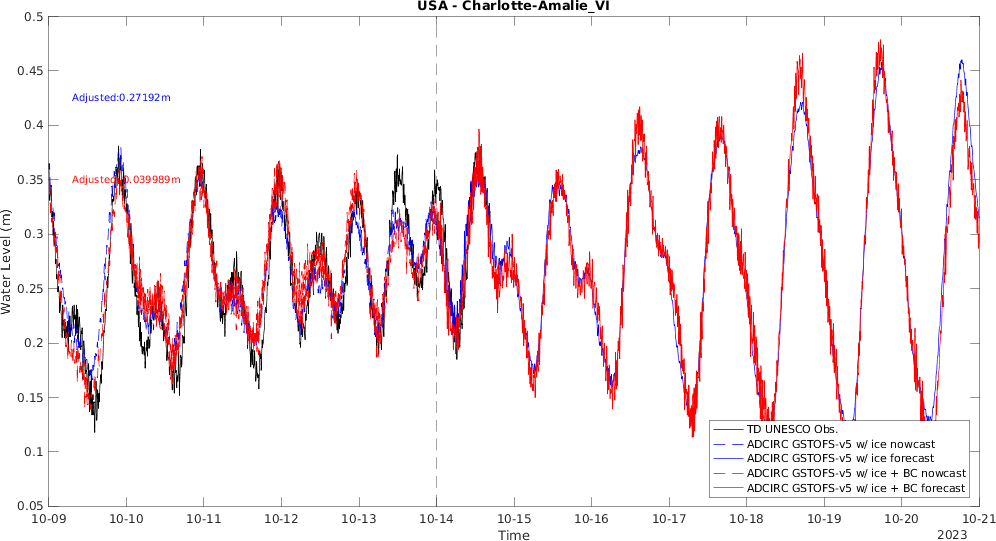 USA - Charlotte-Amalie_VI
0.5
0.45
0.4
0.35
0.3
0.25
0.2
0.15
0.1
0.05
Water Level (m)
Adjusted:0.27192m
TD UNESCO Obs.
ADCIRC GSTOFS-v5 w/ ice nowcast
ADCIRC GSTOFS-v5 w/ ice forecast
ADCIRC GSTOFS-v5 w/ ice + BC nowcast
ADCIRC GSTOFS-v5 w/ ice + BC forecast
10-09 10-10 10-11 10-12 10-13 10-14 10-15 10-16 10-17 10-18 10-19 10-20 10-21
Time
2023